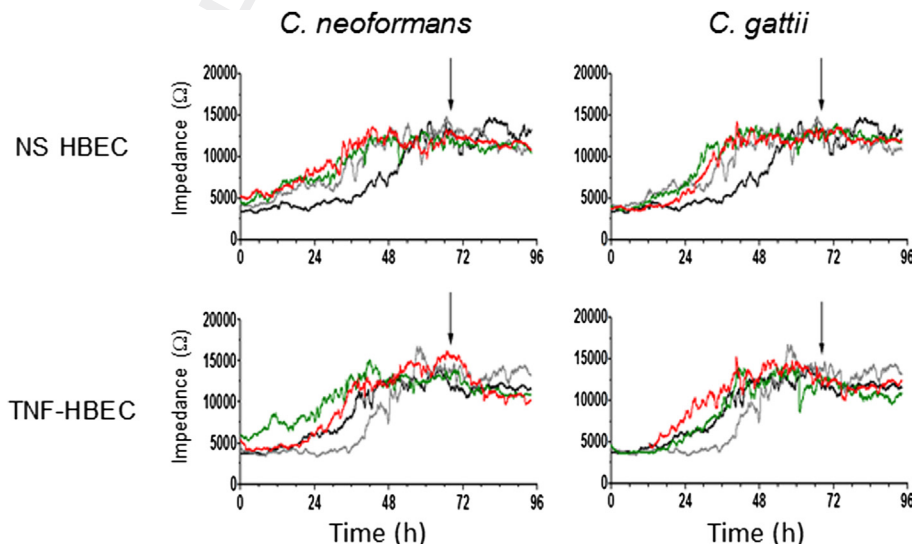 C. neoformans
C. gattii
NS HBEC
Impedance (Ω)
20000
15000
10000
5000
0
0 24 48 72 96
20000
15000
10000
5000
0
0 24 48 72 96
TNF-HBEC
Impedance (Ω)
20000
15000
10000
5000
0
0 24 48 72 96
Time (h)
20000
15000
10000
5000
0
0 24 48 72 96
Time (h)